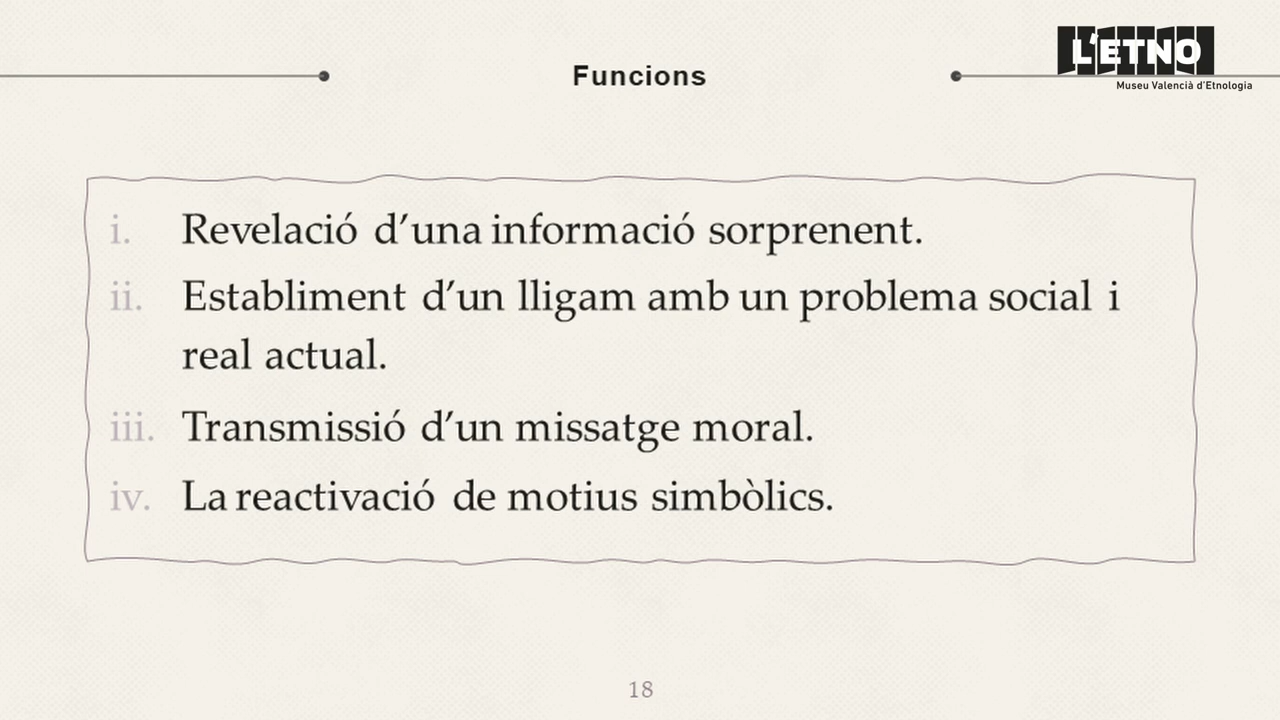 L'ETNO
Museu Valencià d'Etnologia
Funcions
i. Revelació d’una informació sorprenent.
ii. Establiment d’un lligam amb un problema social i
real actual.
iii. Transmissió d’un missatge moral.
iv. La reactivació de motius simbòlics.
18